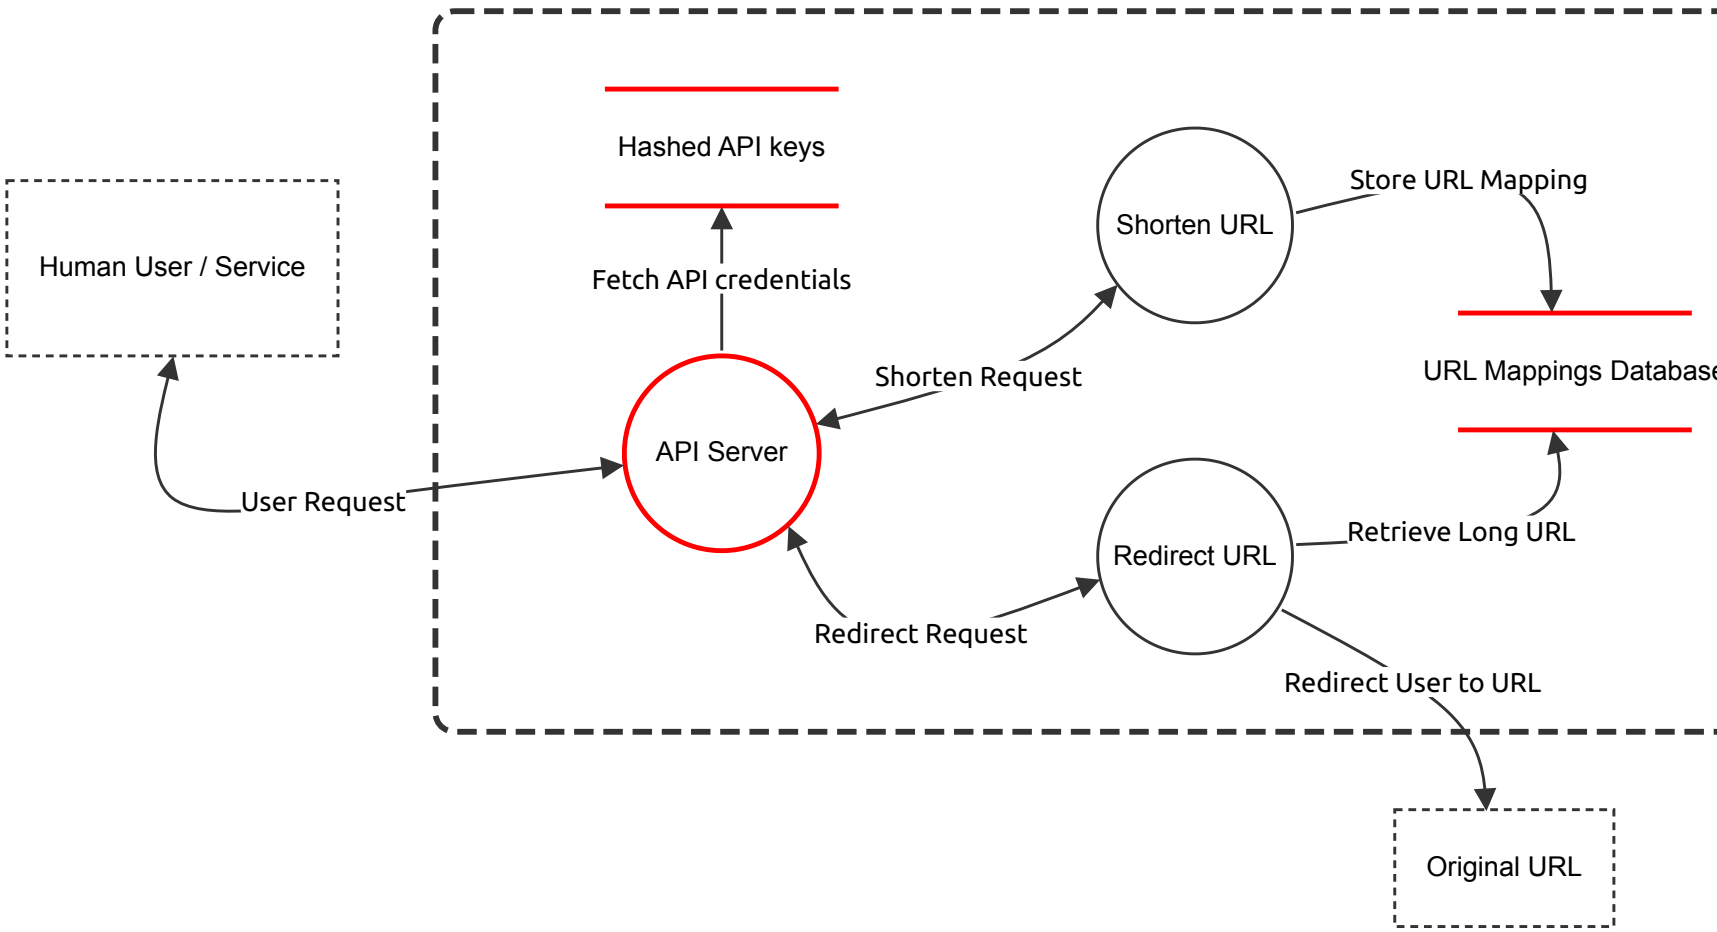 Hashed API keys
Human User / Service
Fetch API credentials
Shorten URL
Store URL Mapping
Shorten Request
URL Mappings Database
API Server
User Request
Redirect URL
Retrieve Long URL
Redirect Request
Redirect User to URL
Original URL